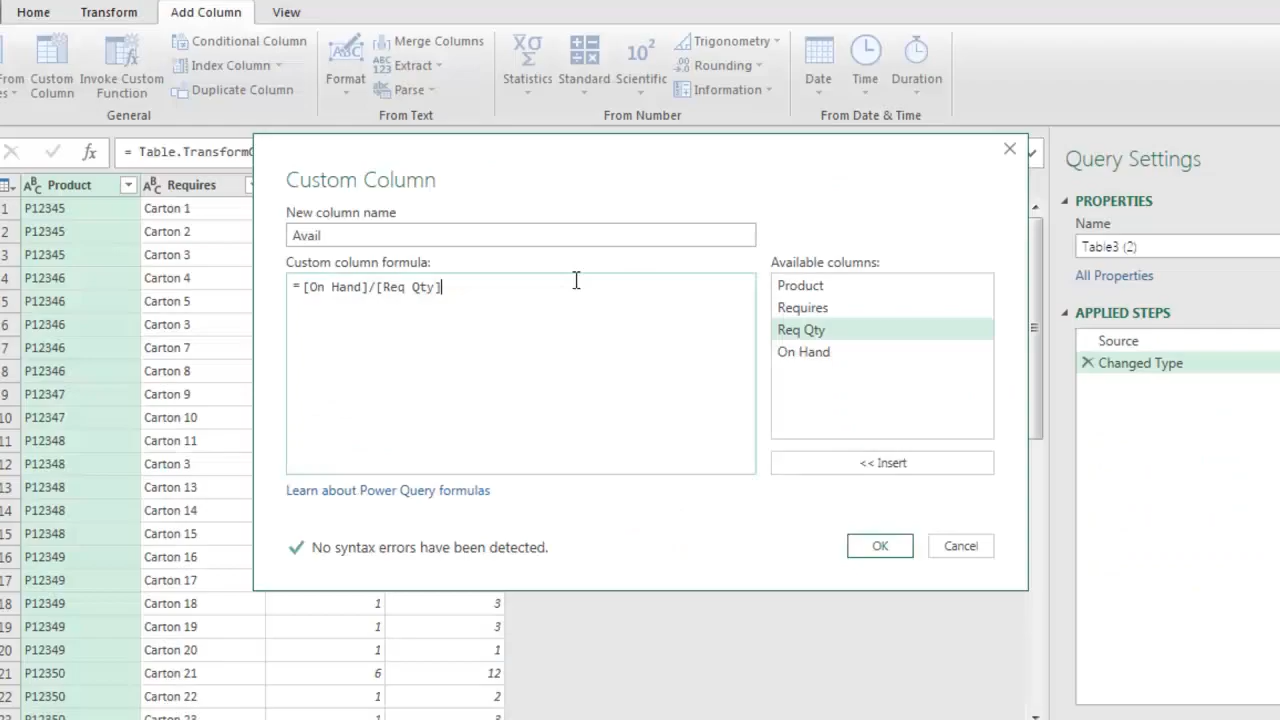 Home Transform Add Column View
From
Custom Column
Invoke Custom Function
Conditional Column
Index Column
Duplicate Column
General
Format
Merge Columns
Extract
Parse
From Text
Statistics
Standard
Scientific
Trigonometry
Rounding
Information
From Number
Date
Time
Duration
From Date & Time
fx = Table.Transform
Product Requires
1 P12345 Carton 1
2 P12345 Carton 2
3 P12345 Carton 3
4 P12346 Carton 4
5 P12346 Carton 5
6 P12346 Carton 3
7 P12346 Carton 7
8 P12346 Carton 8
9 P12347 Carton 9
10 P12347 Carton 10
11 P12348 Carton 11
12 P12348 Carton 3
13 P12348 Carton 13
14 P12348 Carton 14
15 P12348 Carton 15
16 P12349 Carton 16
17 P12349 Carton 17
18 P12349 Carton 18 1 3
19 P12349 Carton 19 1 3
20 P12349 Carton 20 1 1
21 P12350 Carton 21 6 12
22 P12350 Carton 22 1 2
P12350 Carton 23 1 3
Custom Column
New column name
Avail
Custom column formula:
=[On Hand]/[Req Qty]
Available columns:
Product
Requires
Req Qty
On Hand
<< Insert
Learn about Power Query formulas
No syntax errors have been detected.
OK Cancel
Query Settings
PROPERTIES
Name
Table3 (2)
All Properties
APPLIED STEPS
Source
Changed Type